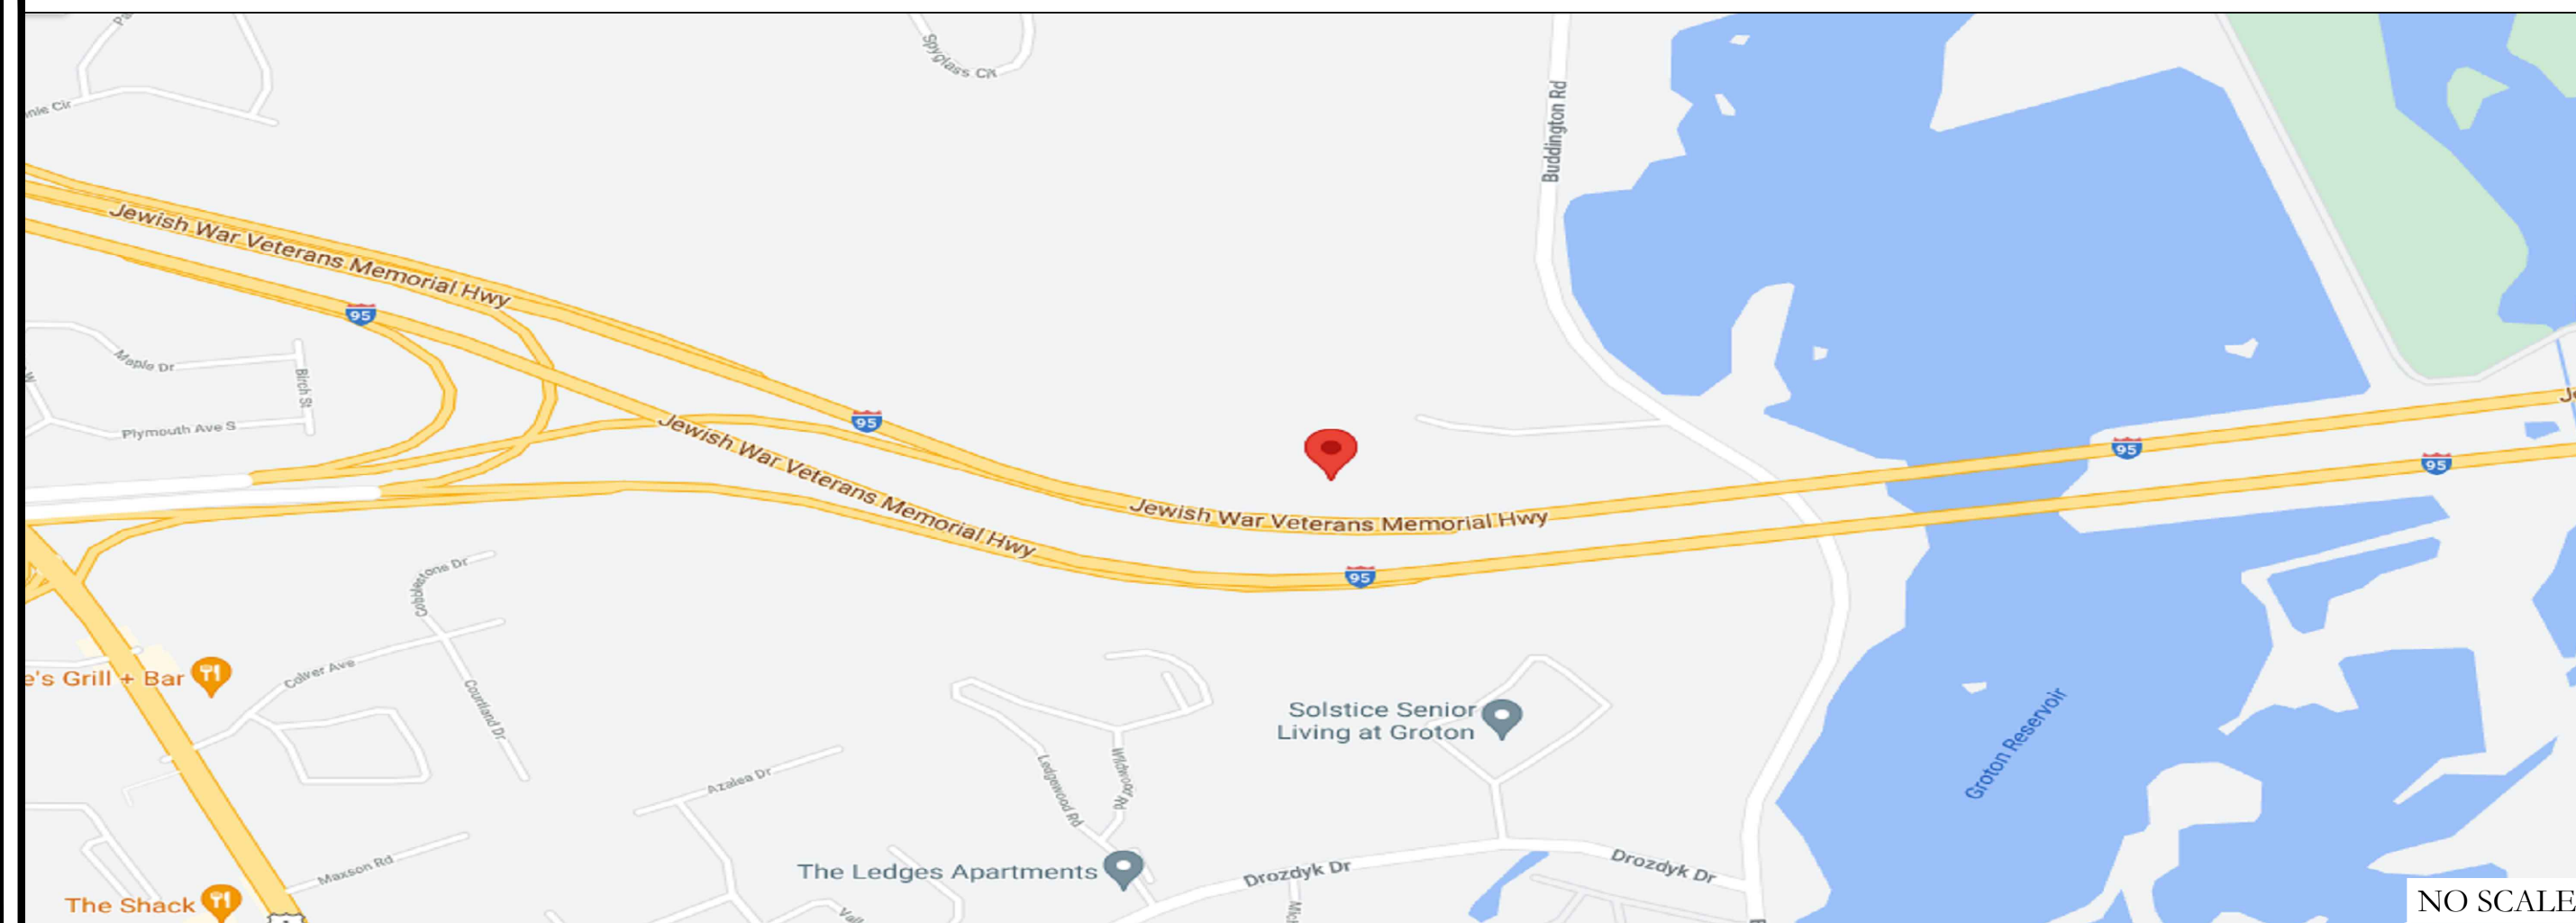 Spyglass Cir
Buddington Rd
Jewish War Veterans Memorial Hwy
95
Maple Dr
Birch St
Plymouth Ave S
95
Jewish War Veterans Memorial Hwy
Jewish War Veterans Memorial Hwy
95
95
95
Cobblestone Dr
Colver Ave
Courtland Dr
e's Grill + Bar
Solstice Senior
Living at Groton
Groton Reservoir
Azalea Dr
Ledgewood Rd
Wildwood Rd
The Ledges Apartments
Drozdyk Dr
Drozdyk Dr
Maxson Rd
The Shack
NO SCALE